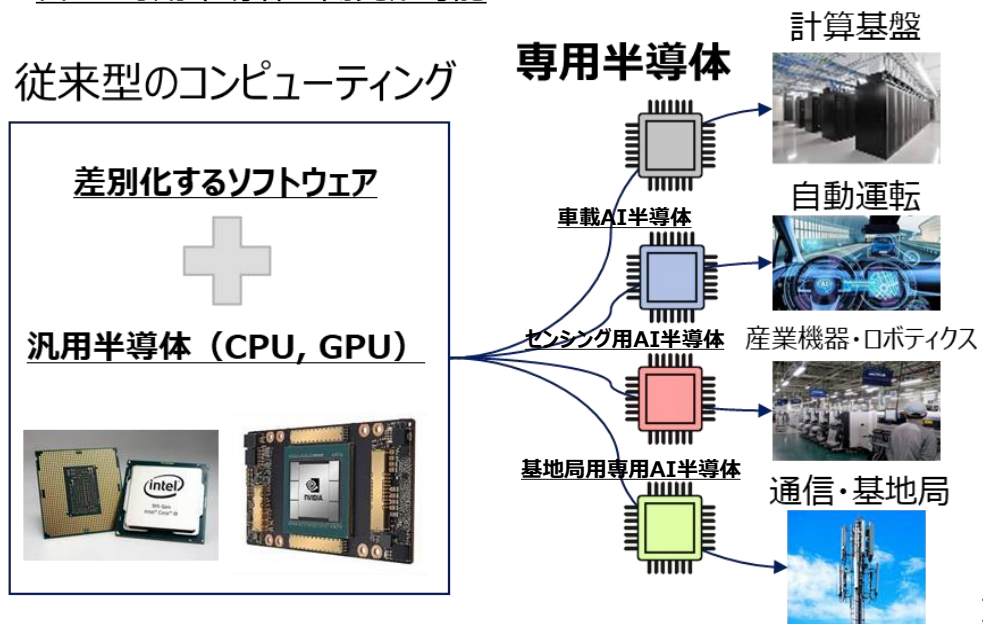 従来型のコンピューティング
差別化するソフトウェア
汎用半導体（CPU, GPU）
intel
NVIDIA
専用半導体
計算基盤
車載AI半導体
自動運転
センシング用AI半導体
産業機器・ロボティクス
基地局用専用AI半導体
通信・基地局